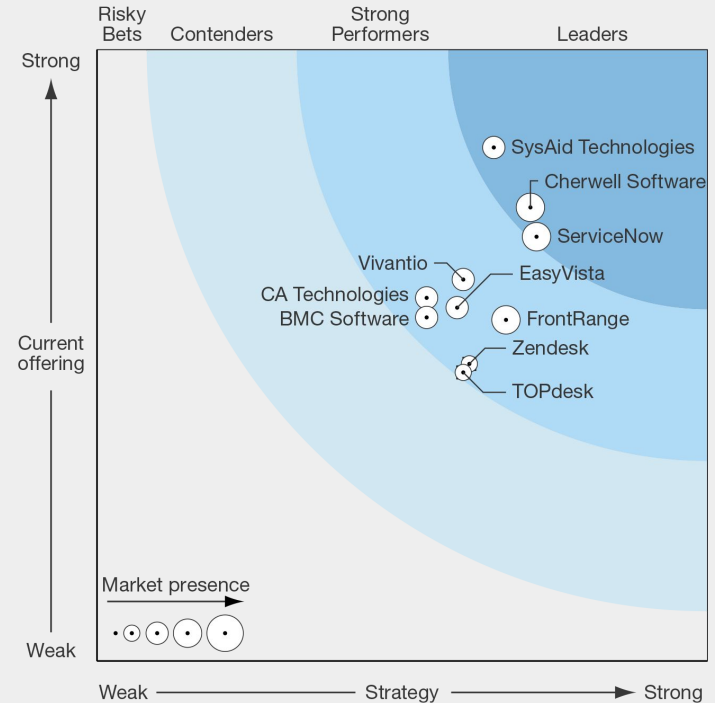 Risky
Bets
Contenders
Strong
Performers
Leaders
Strong
SysAid Technologies
Cherwell Software
ServiceNow
Vivantio
EasyVista
CA Technologies
BMC Software
FrontRange
Zendesk
TOPdesk
Current
offering
Market presence
Weak
Weak
Strategy
Strong